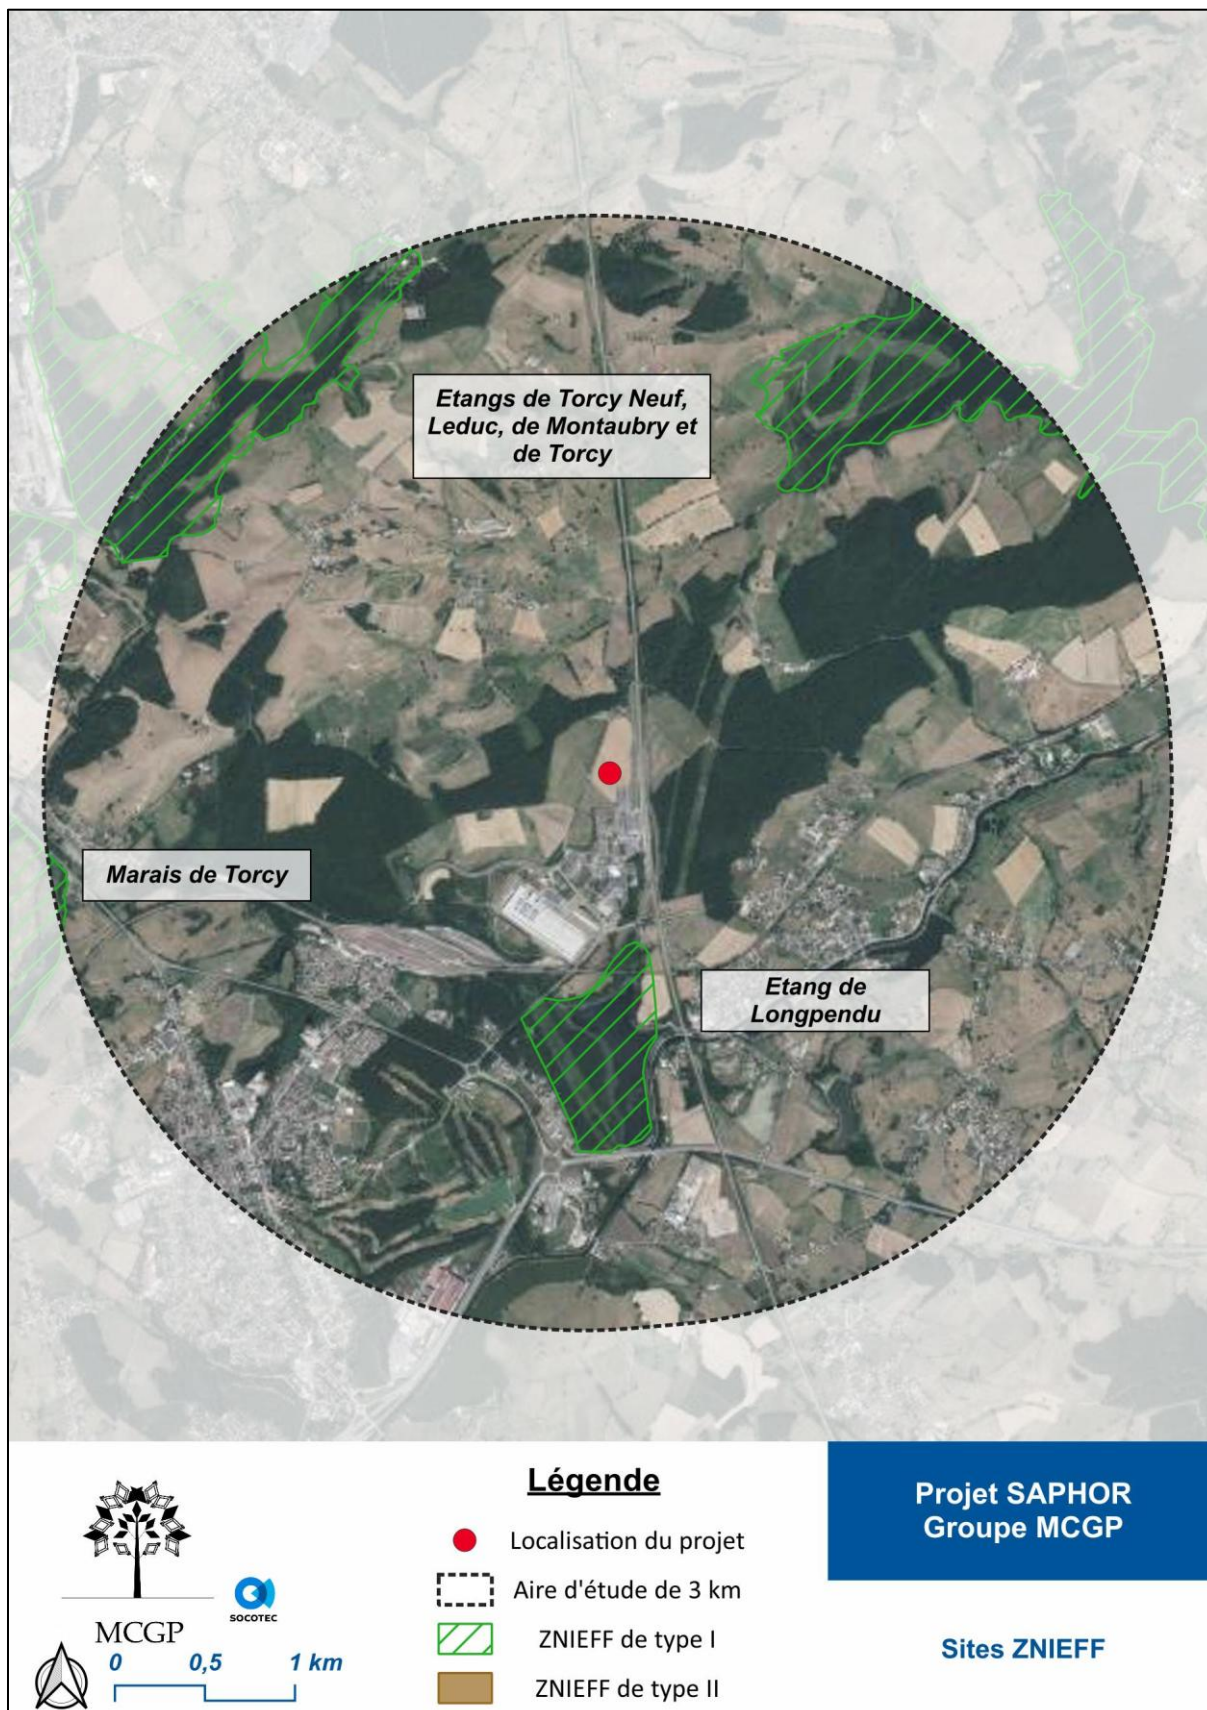 Etangs de Torcy Neuf,
Leduc, de Montaubry et
de Torcy
Marais de Torcy
Etang de
Longpendu
Légende
Localisation du projet
Aire d'étude de 3 km
ZNIEFF de type I
ZNIEFF de type II
MCGP
SOCOTEC
0 0,5 1 km
Projet SAPHOR
Groupe MCGP
Sites ZNIEFF